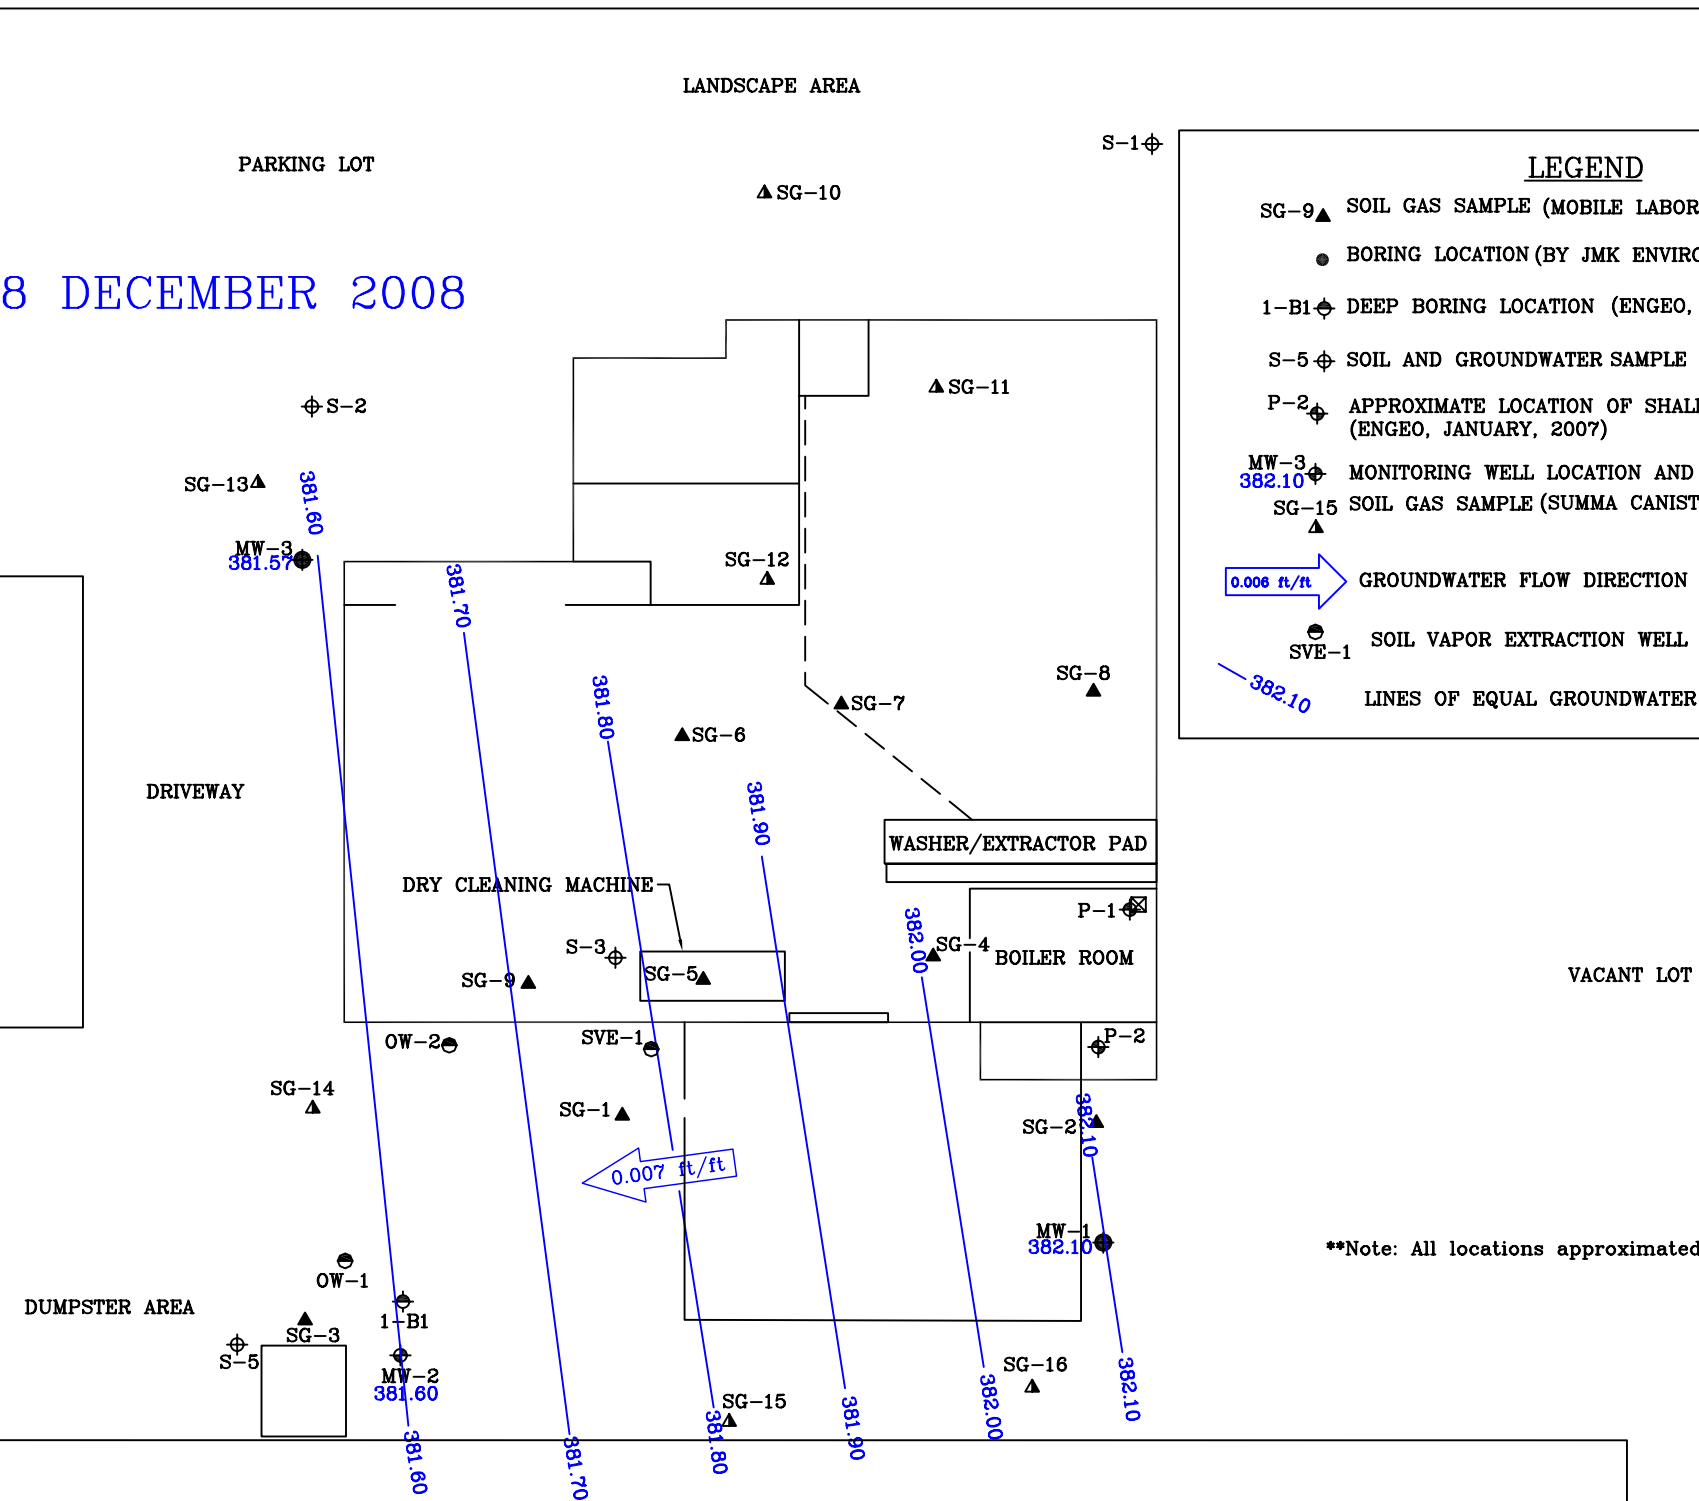 LANDSCAPE AREA
PARKING LOT
S-1
SG-10
8 DECEMBER 2008
S-2
SG-11
SG-13
381.60
MW-3
381.57
SG-12
381.70
381.80
SG-8
SG-7
SG-6
DRIVEWAY
381.90
WASHER/EXTRACTOR PAD
DRY CLEANING MACHINE
382.00
P-1
SG-4
S-3
BOILER ROOM
SG-5
SG-9
VACANT LOT
OW-2
SVE-1
P-2
SG-14
SG-1
382.10
SG-2
0.007 ft/ft
MW-1
382.10
**Note: All locations approximated
OW-1
DUMPSTER AREA
1-B1
SG-3
S-5
MW-2
381.60
SG-16
SG-15
381.60
381.70
381.80
381.90
382.00
382.10
LEGEND
SG-9 SOIL GAS SAMPLE (MOBILE LABOR
BORING LOCATION (BY JMK ENVIRO
1-B1 DEEP BORING LOCATION (ENGEO,
S-5 SOIL AND GROUNDWATER SAMPLE
P-2 APPROXIMATE LOCATION OF SHALL
(ENGEO, JANUARY, 2007)
MW-3
382.10 MONITORING WELL LOCATION AND
SG-15 SOIL GAS SAMPLE (SUMMA CANIST
0.006 ft/ft GROUNDWATER FLOW DIRECTION
SVE-1 SOIL VAPOR EXTRACTION WELL
382.10 LINES OF EQUAL GROUNDWATER